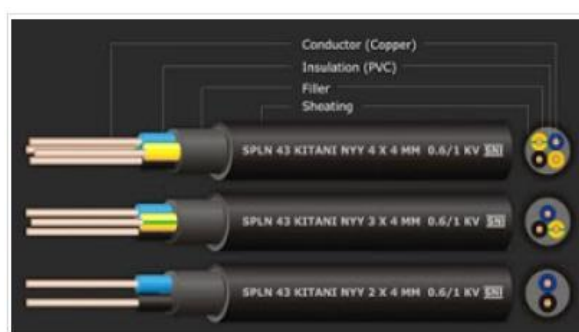 Conductor (Copper)
Insulation (PVC)
Filler
Sheating
SPLN 43 KITANI NYY 4 X 4 MM 0.6/1 KV SNI
SPLN 43 KITANI NYY 3 X 4 MM 0.6/1 KV SNI
SPLN 43 KITANI NYY 2 X 4 MM 0.6/1 KV SNI